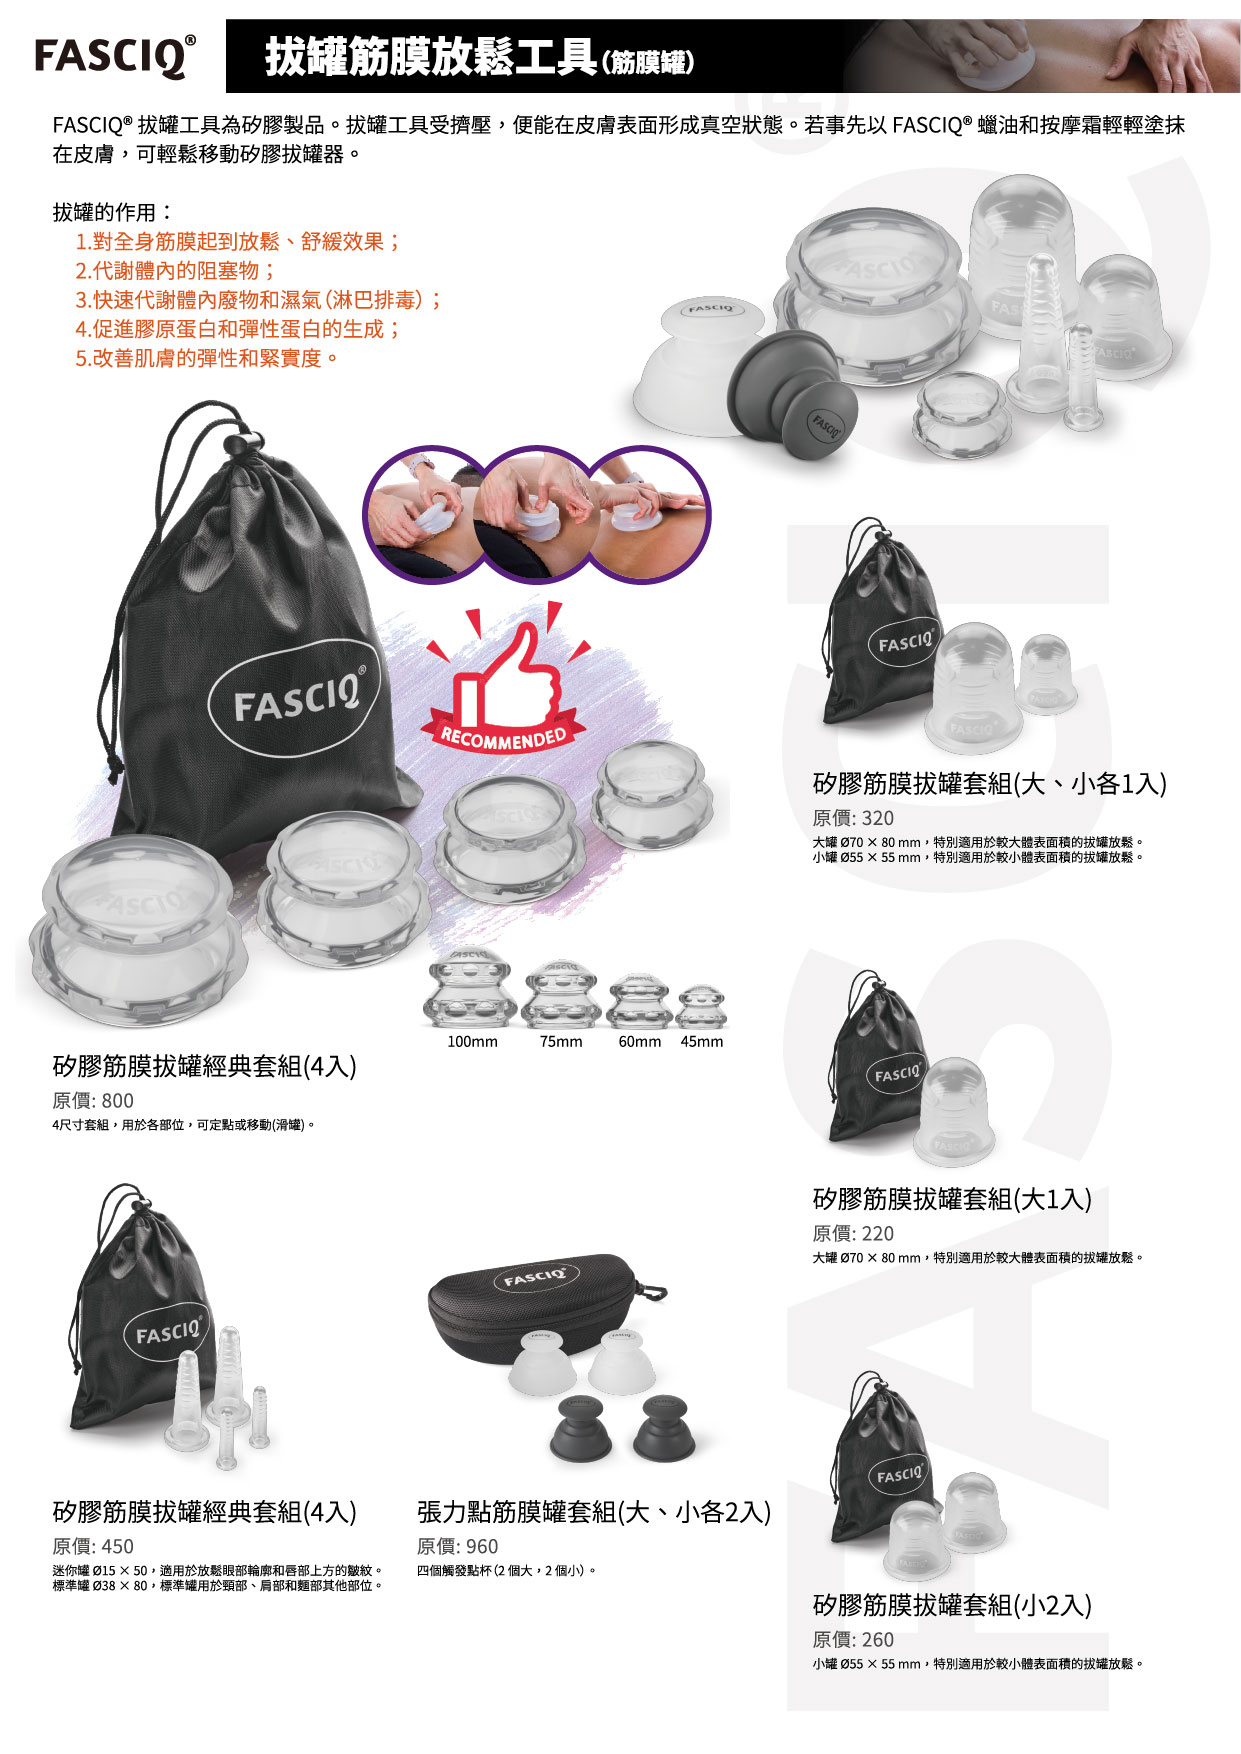 FASCIQ®
拔罐筋膜放鬆工具(筋膜罐)
FASCIQ® 拔罐工具為矽膠製品。拔罐工具受擠壓，便能在皮膚表面形成真空狀態。若事先以 FASCIQ® 蠟油和按摩霜輕輕塗抹
在皮膚，可輕鬆移動矽膠拔罐器。
拔罐的作用：
1.對全身筋膜起到放鬆、舒緩效果；
2.代謝體內的阻塞物；
3.快速代謝體內廢物和濕氣(淋巴排毒)；
4.促進膠原蛋白和彈性蛋白的生成；
5.改善肌膚的彈性和緊實度。
FASCIQ
FASCIQ
FASCIQ
FASCIQ
FASCIQ®
RECOMMENDED
100mm 75mm 60mm 45mm
矽膠筋膜拔罐經典套組(4入)
原價: 800
4尺寸套組，用於各部位，可定點或移動(滑罐)。
FASCIQ®
FASCIQ®
矽膠筋膜拔罐套組(大、小各1入)
原價: 320
大罐 Ø70 × 80 mm，特別適用於較大體表面積的拔罐放鬆。
小罐 Ø55 × 55 mm，特別適用於較小體表面積的拔罐放鬆。
FASCIQ®
FASCIQ®
矽膠筋膜拔罐套組(大1入)
原價: 220
大罐 Ø70 × 80 mm，特別適用於較大體表面積的拔罐放鬆。
FASCIQ®
矽膠筋膜拔罐經典套組(4入)
原價: 450
迷你罐 Ø15 × 50，適用於放鬆眼部輪廓和唇部上方的皺紋。
標準罐 Ø38 × 80，標準罐用於頸部、肩部和麵部其他部位。
FASCIQ®
張力點筋膜罐套組(大、小各2入)
原價: 960
四個觸發點杯(2 個大，2 個小)。
FASCIQ®
矽膠筋膜拔罐套組(小2入)
原價: 260
小罐 Ø55 × 55 mm，特別適用於較小體表面積的拔罐放鬆。